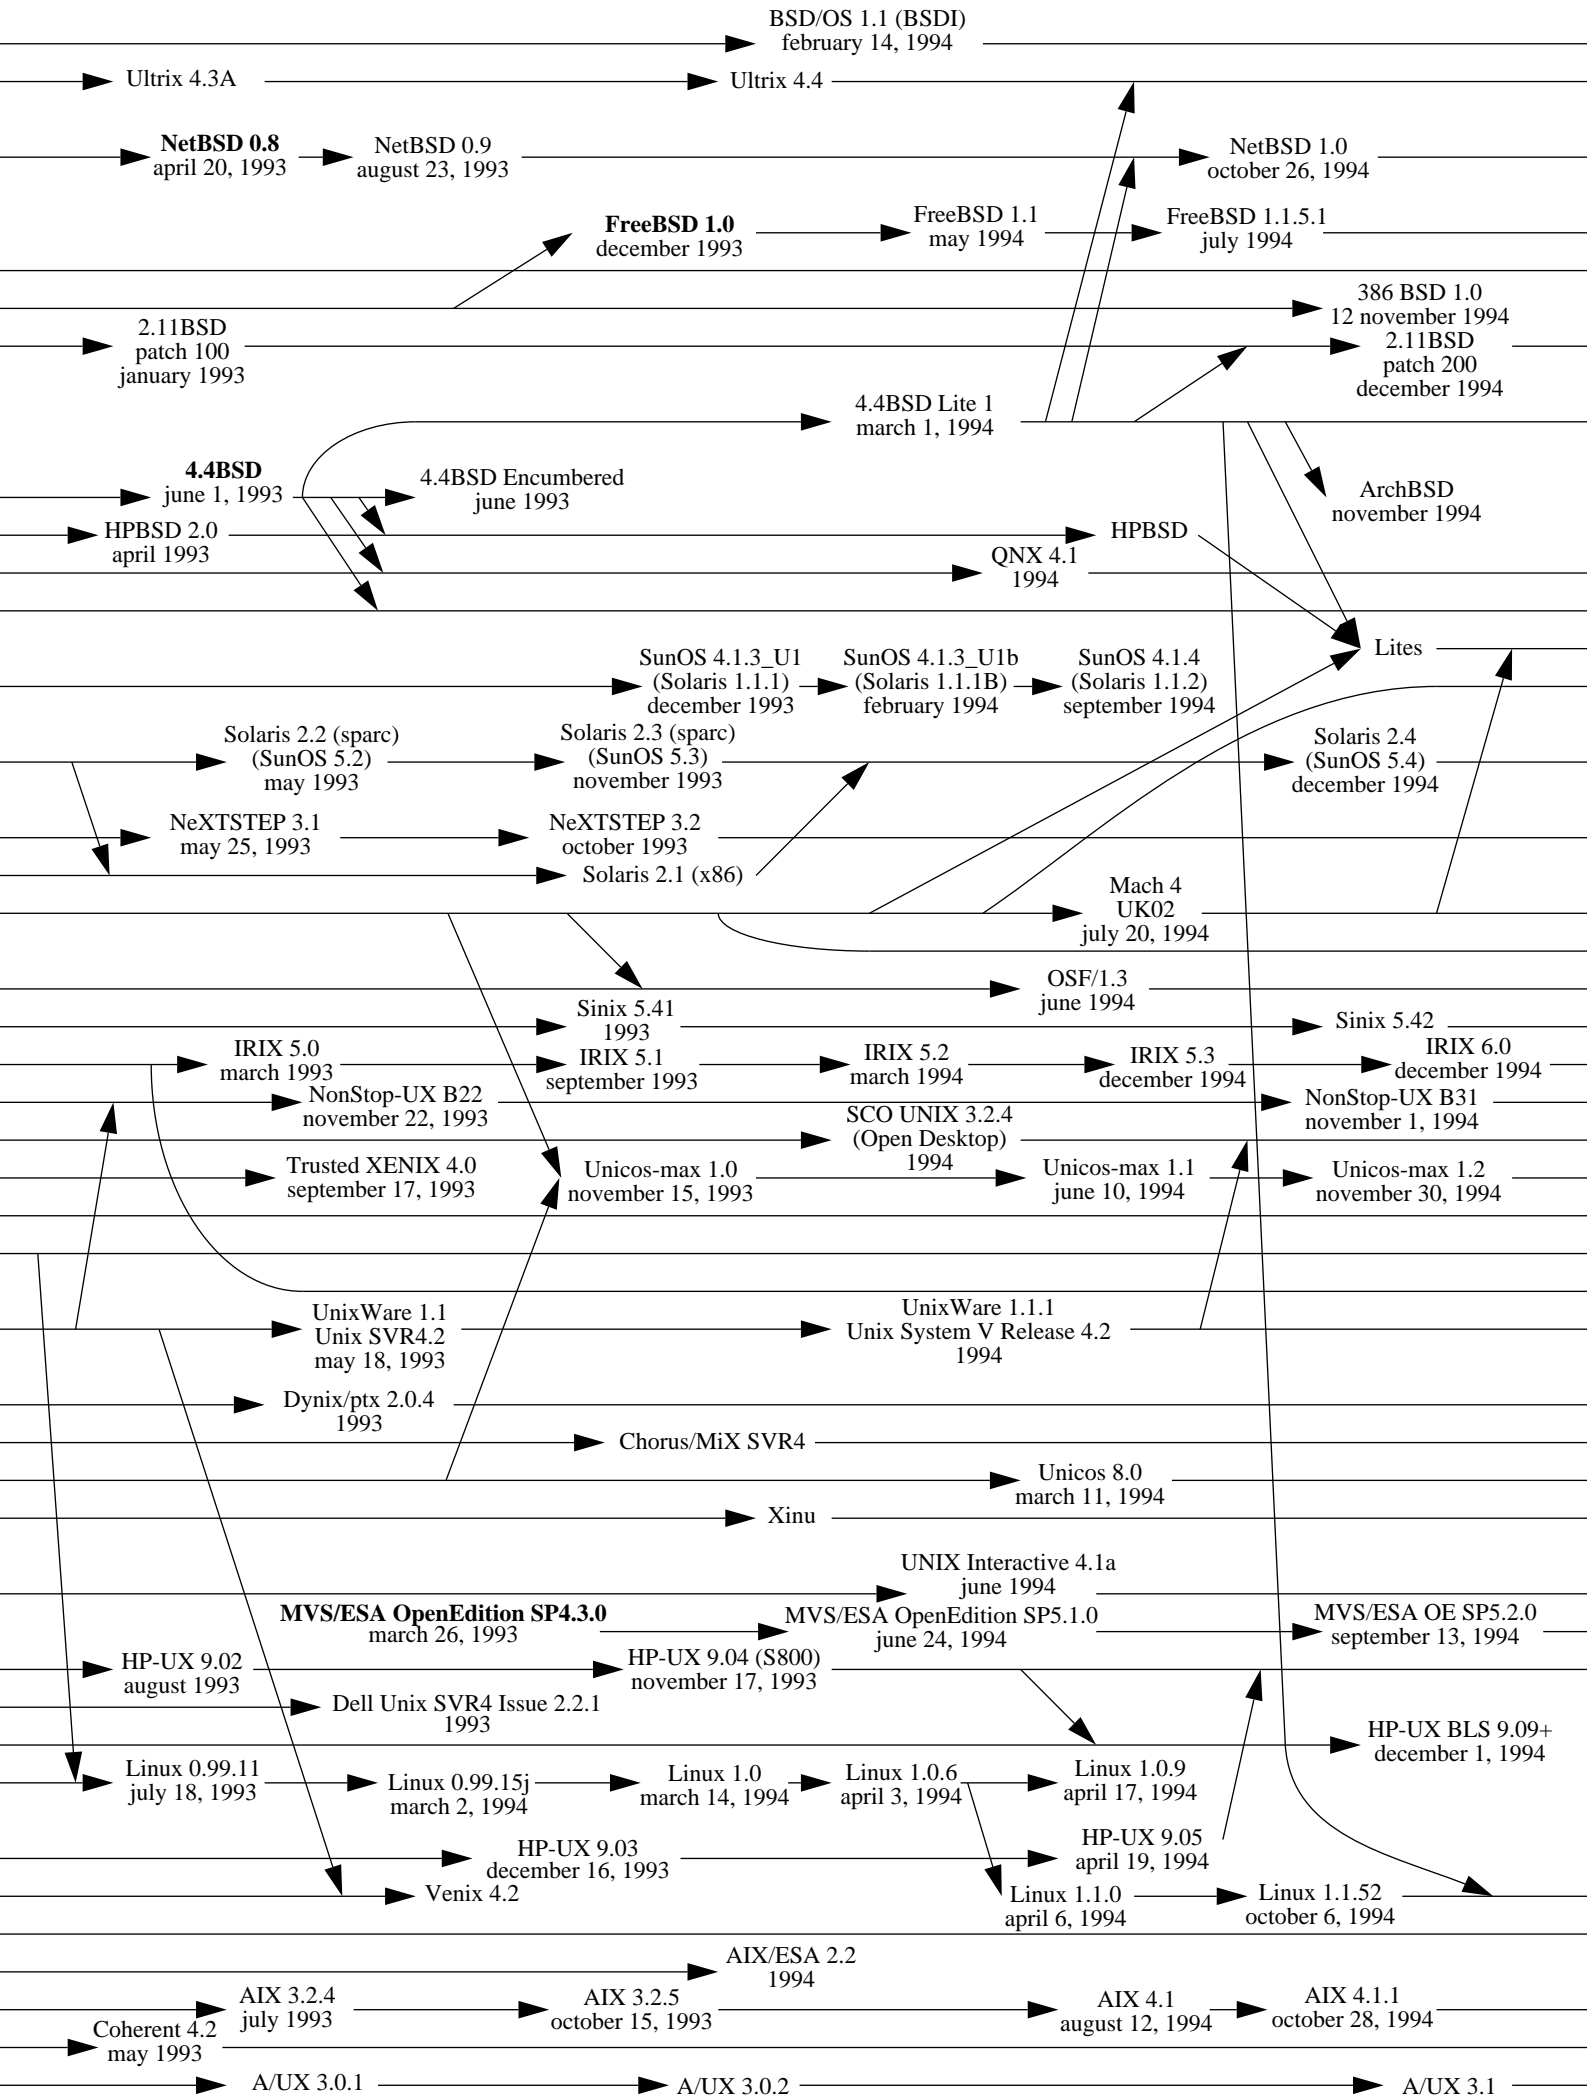 BSD/OS 1.1 (BSDI)
february 14, 1994
Ultrix 4.3A
Ultrix 4.4
NetBSD 0.8
april 20, 1993
NetBSD 0.9
august 23, 1993
NetBSD 1.0
october 26, 1994
FreeBSD 1.0
december 1993
FreeBSD 1.1
may 1994
FreeBSD 1.1.5.1
july 1994
386 BSD 1.0
12 november 1994
2.11BSD
patch 100
january 1993
2.11BSD
patch 200
december 1994
4.4BSD Lite 1
march 1, 1994
4.4BSD
june 1, 1993
4.4BSD Encumbered
june 1993
ArchBSD
november 1994
HPBSD 2.0
april 1993
HPBSD
QNX 4.1
1994
Lites
SunOS 4.1.3_U1
(Solaris 1.1.1)
december 1993
SunOS 4.1.3_U1b
(Solaris 1.1.1B)
february 1994
SunOS 4.1.4
(Solaris 1.1.2)
september 1994
Solaris 2.2 (sparc)
(SunOS 5.2)
may 1993
Solaris 2.3 (sparc)
(SunOS 5.3)
november 1993
Solaris 2.4
(SunOS 5.4)
december 1994
NeXTSTEP 3.1
may 25, 1993
NeXTSTEP 3.2
october 1993
Solaris 2.1 (x86)
Mach 4
UK02
july 20, 1994
OSF/1.3
june 1994
Sinix 5.41
1993
Sinix 5.42
IRIX 5.0
march 1993
IRIX 5.1
september 1993
IRIX 5.2
march 1994
IRIX 5.3
december 1994
IRIX 6.0
december 1994
NonStop-UX B22
november 22, 1993
NonStop-UX B31
november 1, 1994
SCO UNIX 3.2.4
(Open Desktop)
1994
Trusted XENIX 4.0
september 17, 1993
Unicos-max 1.0
november 15, 1993
Unicos-max 1.1
june 10, 1994
Unicos-max 1.2
november 30, 1994
UnixWare 1.1
Unix SVR4.2
may 18, 1993
UnixWare 1.1.1
Unix System V Release 4.2
1994
Dynix/ptx 2.0.4
1993
Chorus/MiX SVR4
Unicos 8.0
march 11, 1994
Xinu
UNIX Interactive 4.1a
june 1994
MVS/ESA OpenEdition SP4.3.0
march 26, 1993
MVS/ESA OpenEdition SP5.1.0
june 24, 1994
MVS/ESA OE SP5.2.0
september 13, 1994
HP-UX 9.02
august 1993
HP-UX 9.04 (S800)
november 17, 1993
Dell Unix SVR4 Issue 2.2.1
1993
HP-UX BLS 9.09+
december 1, 1994
Linux 0.99.11
july 18, 1993
Linux 0.99.15j
march 2, 1994
Linux 1.0
march 14, 1994
Linux 1.0.6
april 3, 1994
Linux 1.0.9
april 17, 1994
HP-UX 9.03
december 16, 1993
HP-UX 9.05
april 19, 1994
Venix 4.2
Linux 1.1.0
april 6, 1994
Linux 1.1.52
october 6, 1994
AIX/ESA 2.2
1994
AIX 3.2.4
july 1993
AIX 3.2.5
october 15, 1993
AIX 4.1
august 12, 1994
AIX 4.1.1
october 28, 1994
Coherent 4.2
may 1993
A/UX 3.0.1
A/UX 3.0.2
A/UX 3.1